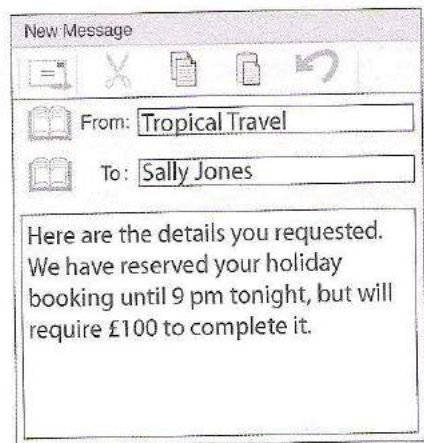 New Message
From: Tropical Travel
To: Sally Jones
Here are the details you requested.
We have reserved your holiday
booking until 9 pm tonight, but will
require £100 to complete it.